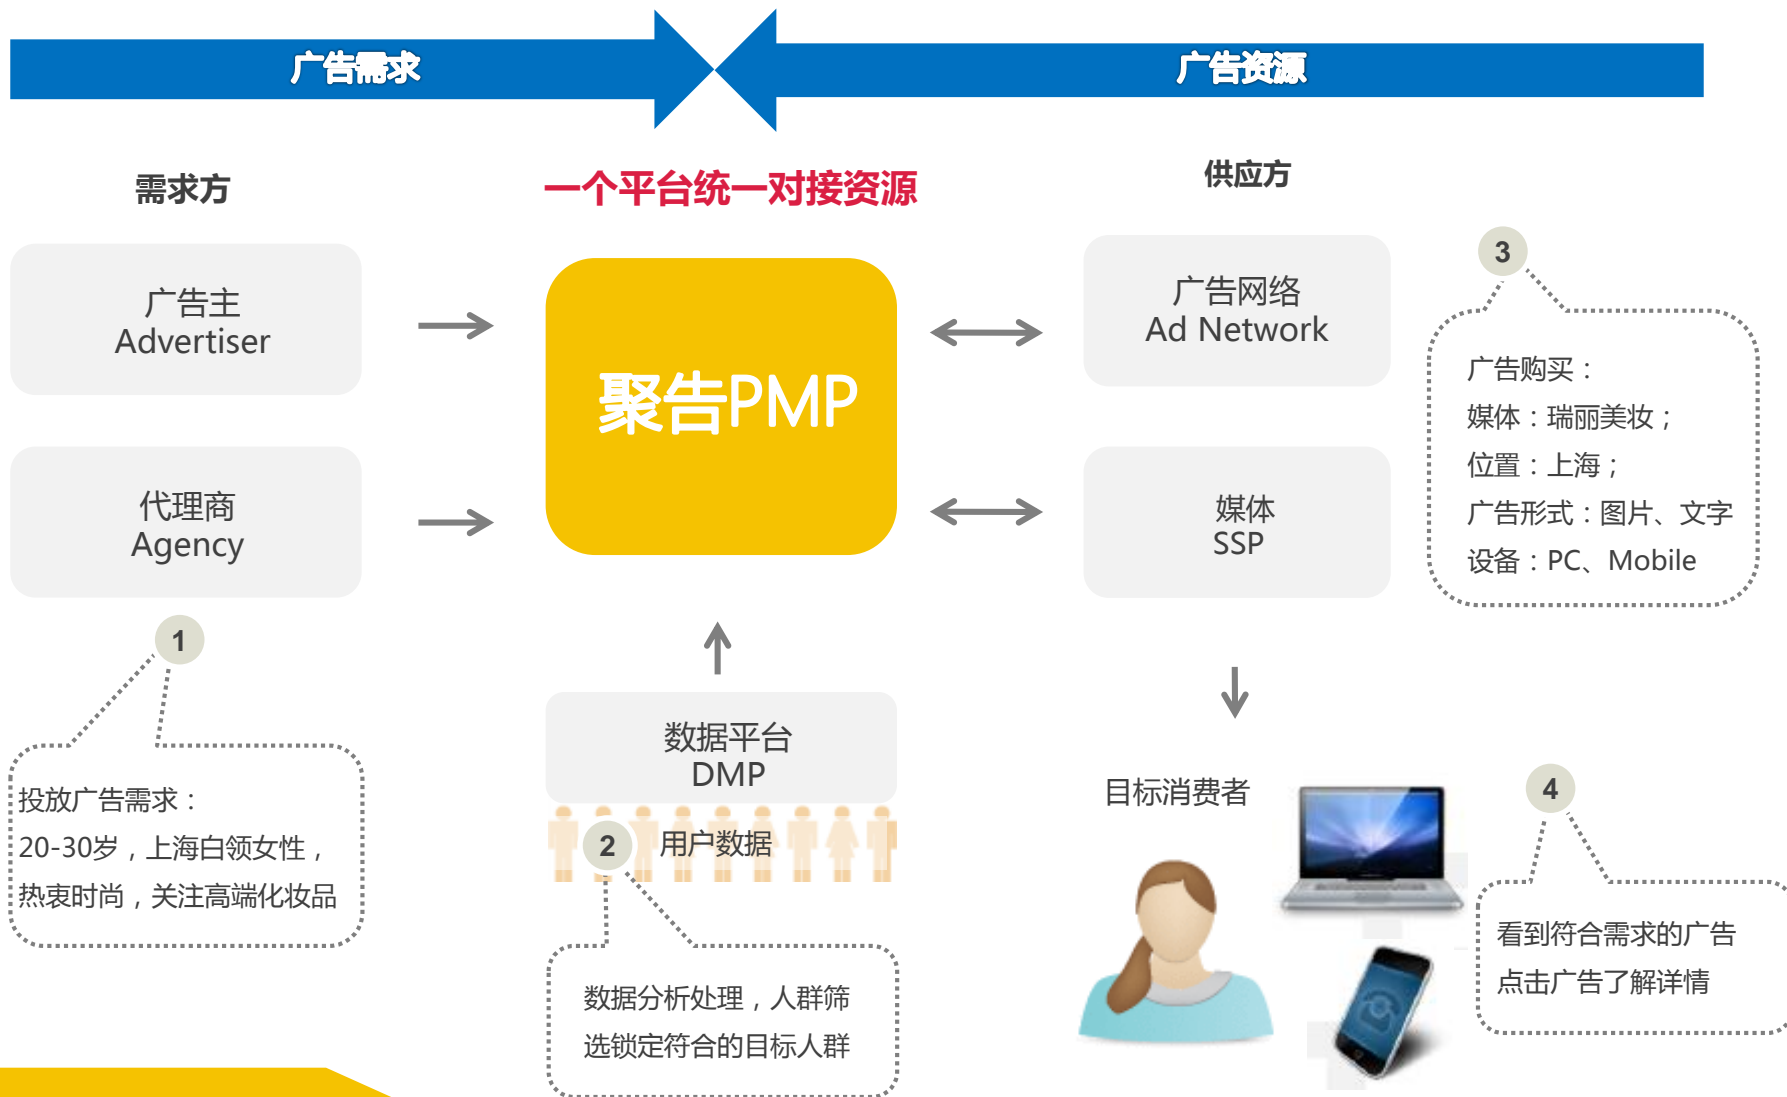 广告需求
广告资源
需求方
一个平台统一对接资源
供应方
广告主
Advertiser
代理商
Agency
聚告PMP
广告网络
Ad Network
媒体
SSP
3
广告购买：
媒体：瑞丽美妆；
位置：上海；
广告形式：图片、文字
设备：PC、Mobile
1
投放广告需求：
20-30岁，上海白领女性，
热衷时尚，关注高端化妆品
数据平台
DMP
2
用户数据
数据分析处理，人群筛
选锁定符合的目标人群
目标消费者
4
看到符合需求的广告
点击广告了解详情